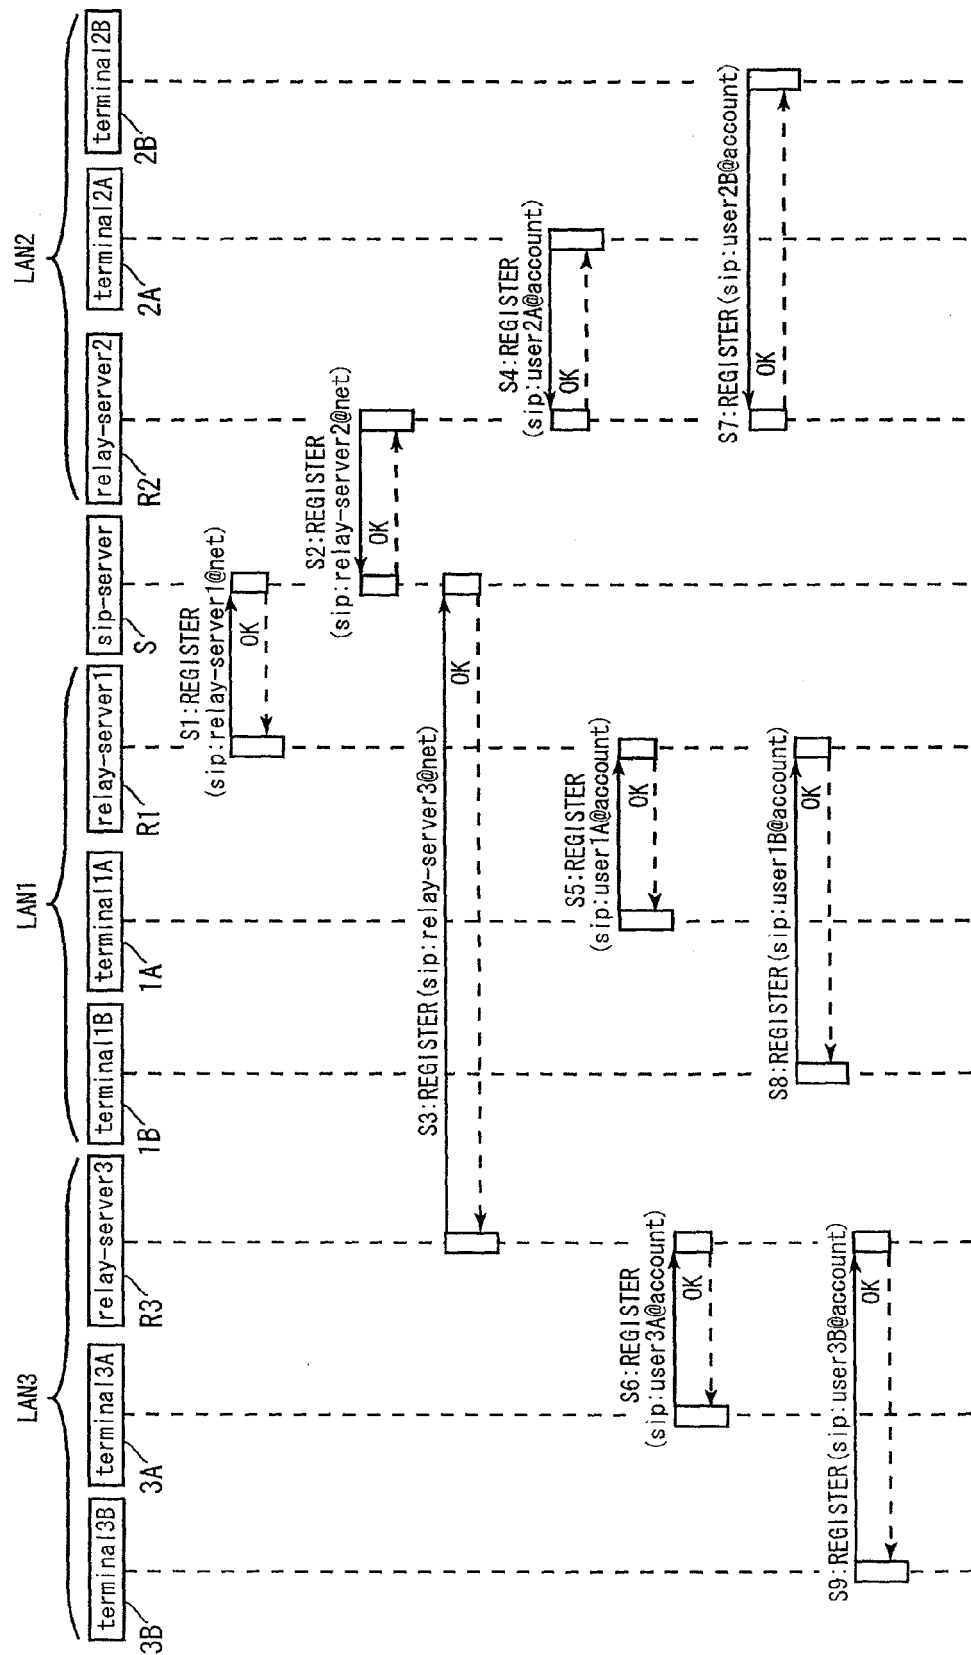 LAN3
LAN1
LAN2
terminal3B
terminal3A
relay-server3
terminal1B
terminal1A
relay-server1
sip-server
relay-server2
terminal2A
terminal2B
3B
3A
R3
1B
1A
R1
S
R2
2A
2B
S1:REGISTER
(sip:relay-server1@net)
OK
S2:REGISTER
(sip:relay-server2@net)
OK
S3:REGISTER(sip:relay-server3@net)
OK
S4:REGISTER
(sip:user2A@account)
OK
S5:REGISTER
(sip:user1A@account)
OK
S6:REGISTER
(sip:user3A@account)
OK
S7:REGISTER(sip:user2B@account)
OK
S8:REGISTER(sip:user1B@account)
OK
S9:REGISTER(sip:user3B@account)
OK